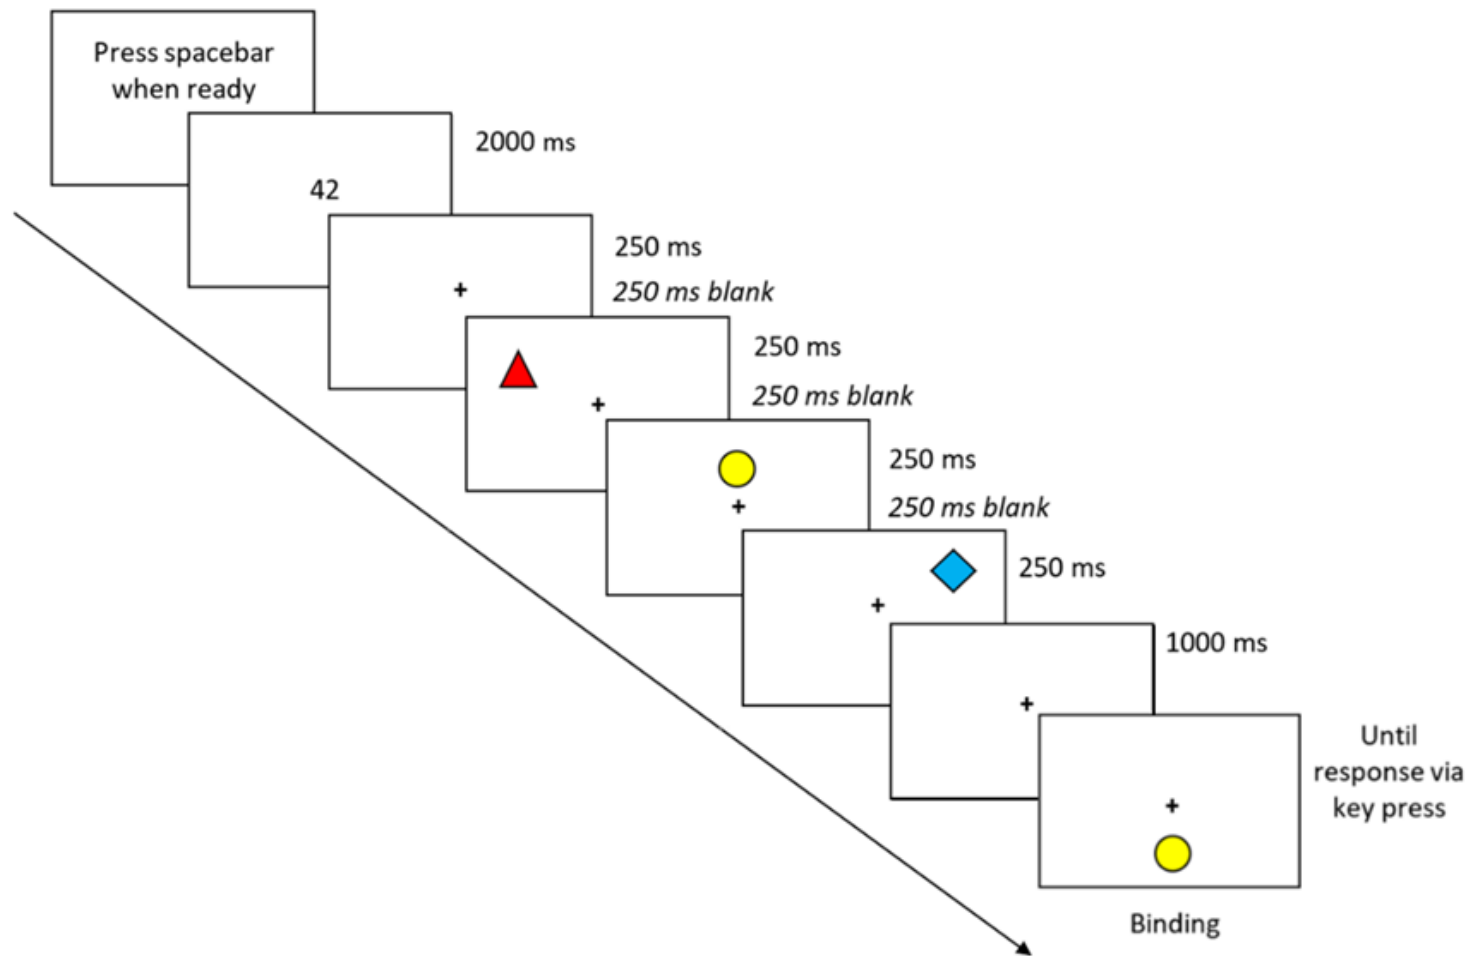 Press spacebar
when ready
2000 ms
42
250 ms
250 ms blank
+
250 ms
250 ms blank
+
250 ms
250 ms blank
+
250 ms
+
1000 ms
+
Until
response via
key press
+
Binding